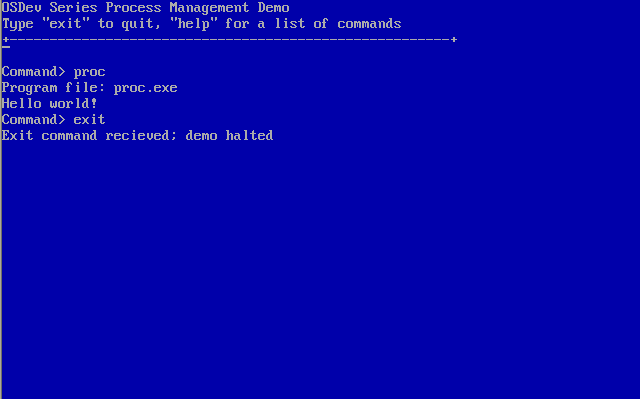 OSDev Series Process Management Demo
Type "exit" to quit, "help" for a list of commands
+-------------------------------------------------------+
_
Command> proc
Program file: proc.exe
Hello world!
Command> exit
Exit command recieved; demo halted